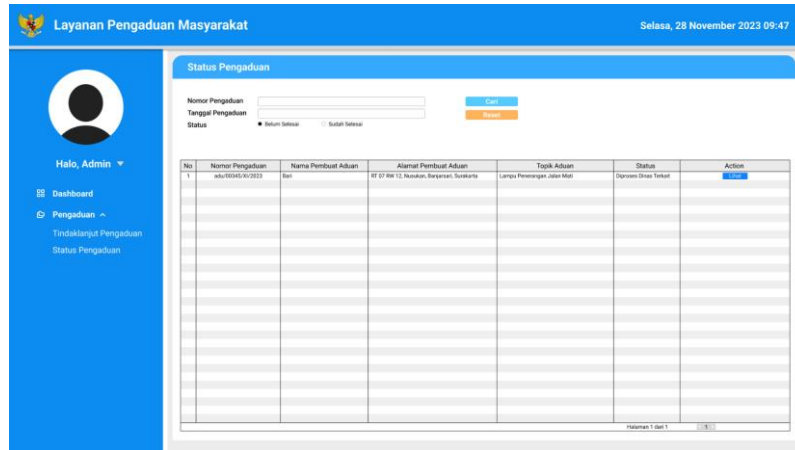 Layanan Pengaduan Masyarakat
Selasa, 28 November 2023 09:47
Status Pengaduan
Nomor Pengaduan
Cari
Tanggal Pengaduan
Reset
Status Belum Selesai Sudah Selesai
Halo, Admin
Dashboard
Pengaduan
Tindaklanjut Pengaduan
Status Pengaduan
No Nomor Pengaduan Nama Pembuat Aduan Alamat Pembuat Aduan Topik Aduan Status Action
1 adu/00045/XI/2023 Bari RT 07 RW 12, Nusukan, Banjarsari, Surakarta Lampu Penerangan Jalan Mati Diproses Dinas Terkait Lihat
Halaman 1 dari 1 1